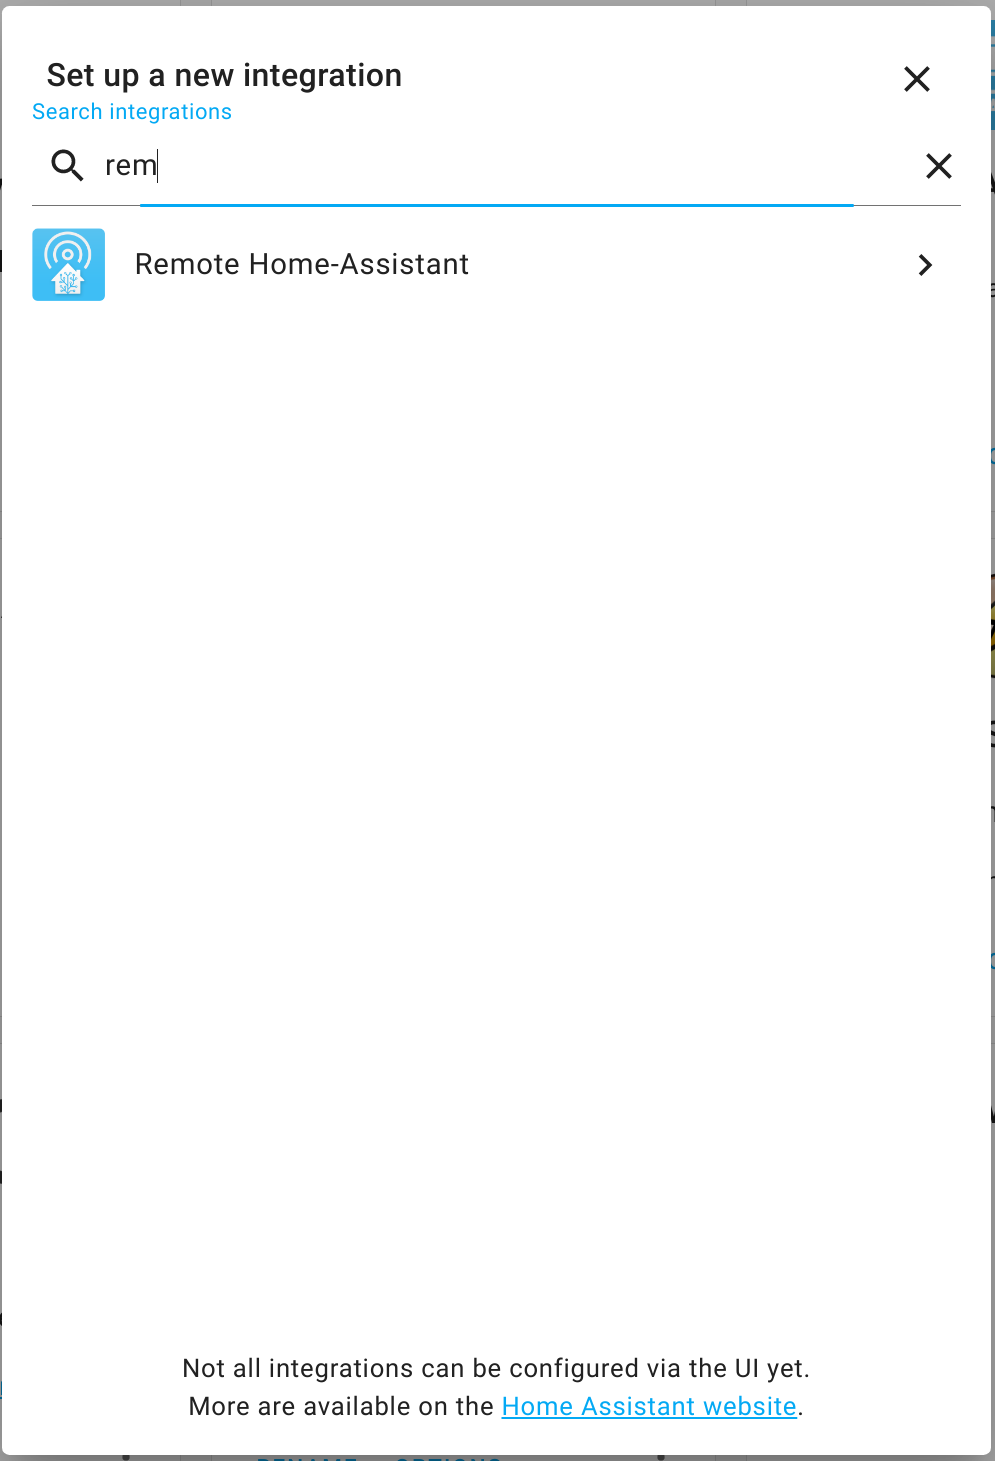 Set up a new integration
Search integrations
rem
Remote Home-Assistant
Not all integrations can be configured via the UI yet.
More are available on the Home Assistant website.